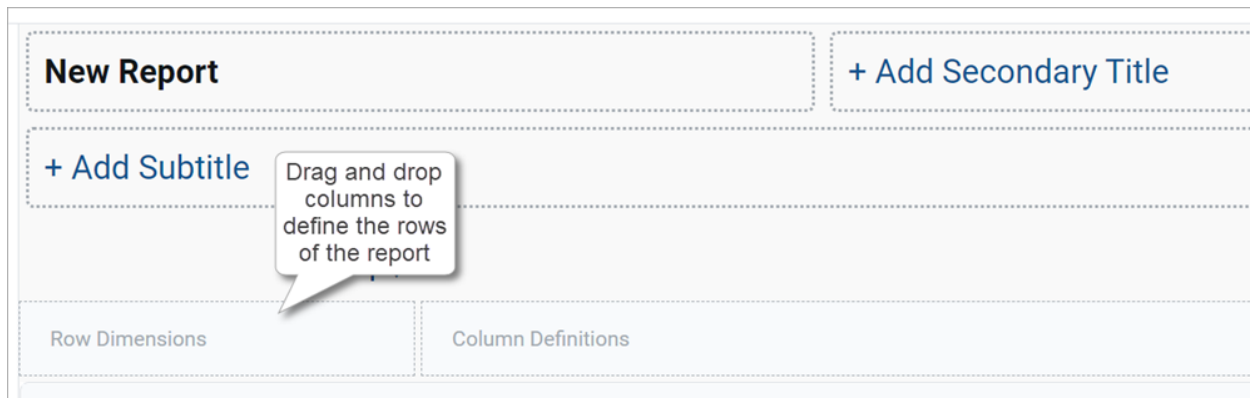 New Report
+ Add Secondary Title
+ Add Subtitle
Drag and drop
columns to
define the rows
of the report
Row Dimensions
Column Definitions